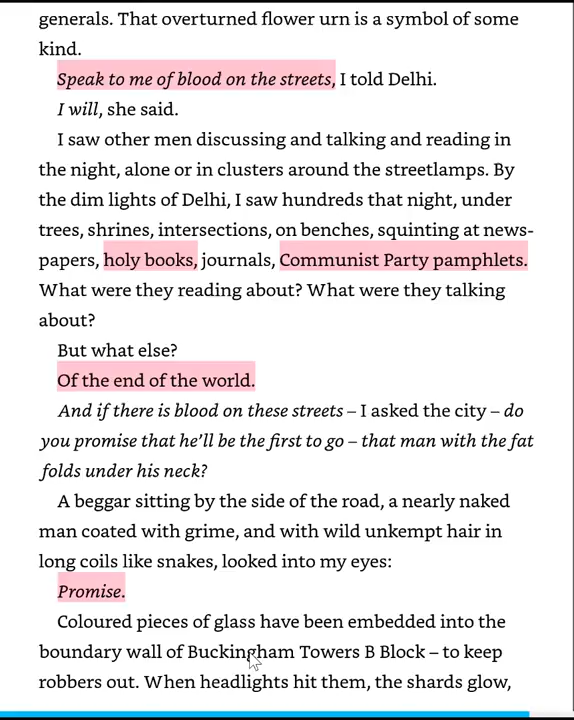 generals. That overturned flower urn is a symbol of some
kind.
Speak to me of blood on the streets, I told Delhi.
I will, she said.
I saw other men discussing and talking and reading in
the night, alone or in clusters around the streetlamps. By
the dim lights of Delhi, I saw hundreds that night, under
trees, shrines, intersections, on benches, squinting at news-
papers, holy books, journals, Communist Party pamphlets.
What were they reading about? What were they talking
about?
But what else?
Of the end of the world.
And if there is blood on these streets – I asked the city – do
you promise that he'll be the first to go – that man with the fat
folds under his neck?
A beggar sitting by the side of the road, a nearly naked
man coated with grime, and with wild unkempt hair in
long coils like snakes, looked into my eyes:
Promise.
Coloured pieces of glass have been embedded into the
boundary wall of Buckingham Towers B Block – to keep
robbers out. When headlights hit them, the shards glow,